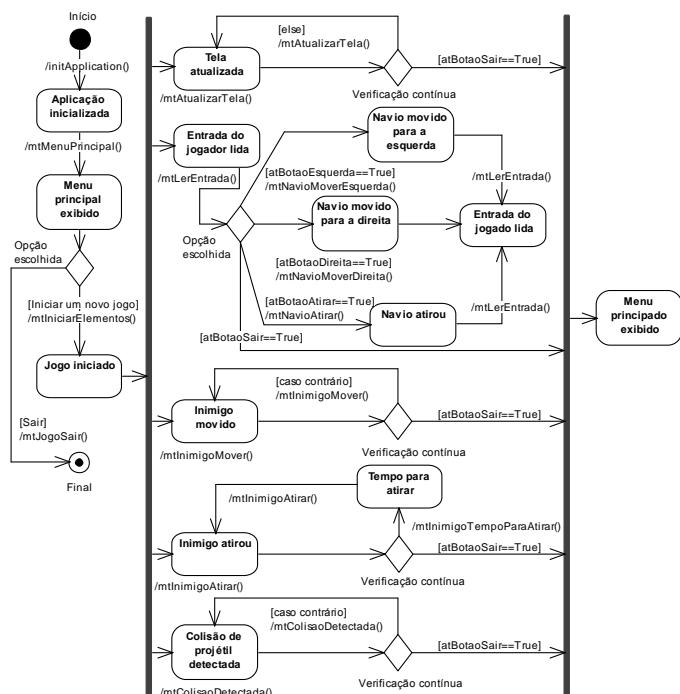 Início
/initApplication()
Aplicação
inicializada
/mtMenuPrincipal()
Menu
principal
exibido
Opção
escolhida
[Iniciar um novo jogo]
/mtIniciarElementos()
Jogo iniciado
[Sair]
/mtJogoSair()
Final
[else]
/mtAtualizarTela()
Tela
atualizada
/mtAtualizarTela()
Verificação contínua
[atBotaoSair==True]
Entrada do
jogador lida
/mtLerEntrada()
Opção
escolhida
Navio movido
para a
esquerda
[atBotaoEsquerda==True]
/mtNavioMoverEsquerda()
/mtLerEntrada()
Navio movido
para a direita
Entrada do
jogado lida
[atBotaoDireita==True]
/mtNavioMoverDireita()
[atBotaoAtirar==True]
/mtNavioAtirar()
Navio atirou
/mtLerEntrada()
[atBotaoSair==True]
Menu
principado
exibido
[caso contrário]
/mtInimigoMover()
Inimigo
movido
/mtInimigoMover()
Verificação contínua
[atBotaoSair==True]
Tempo para
atirar
/mtInimigoAtirar()
/mtInimigoTempoParaAtirar()
Inimigo atirou
/mtInimigoAtirar()
Verificação contínua
[atBotaoSair==True]
[caso contrário]
/mtColisaoDetectada()
Colisão de
projétil
detectada
/mtColisaoDetectada()
Verificação contínua
[atBotaoSair==True]